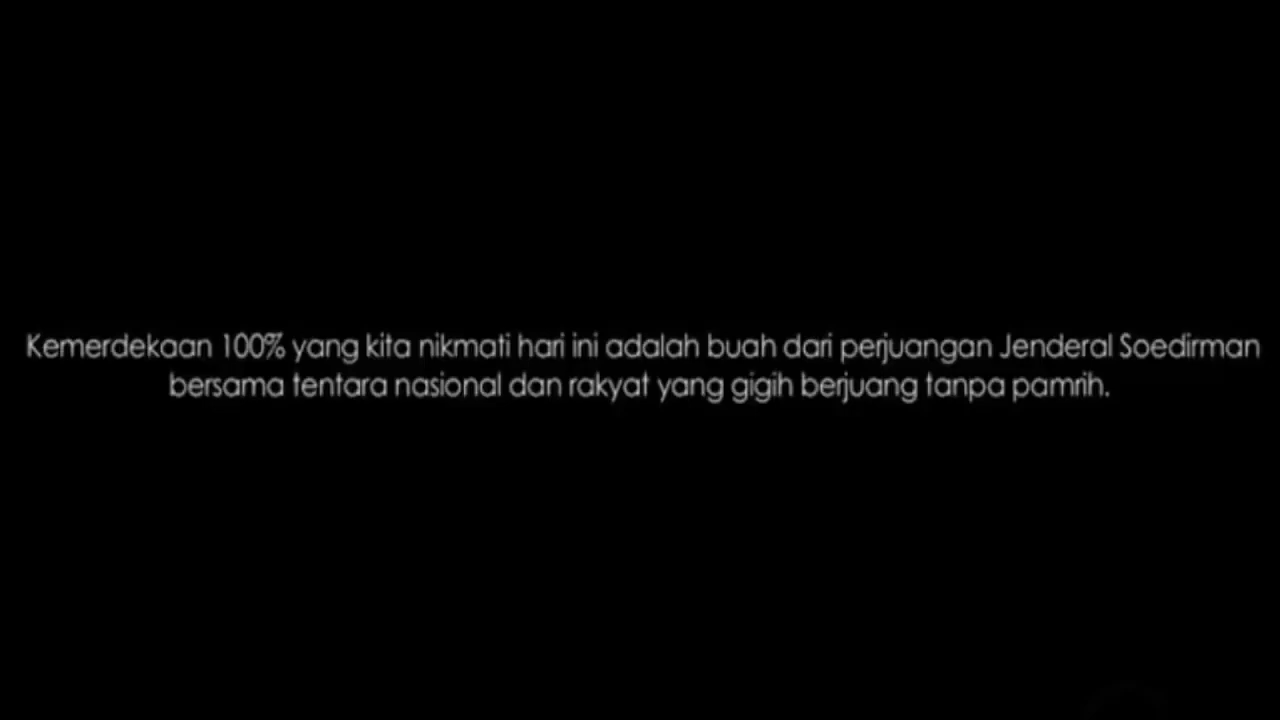 Kemerdekaan 100% yang kita nikmati hari ini adalah buah dari perjuangan Jenderal Soedirman
bersama tentara nasional dan rakyat yang gigih berjuang tanpa pamrih.